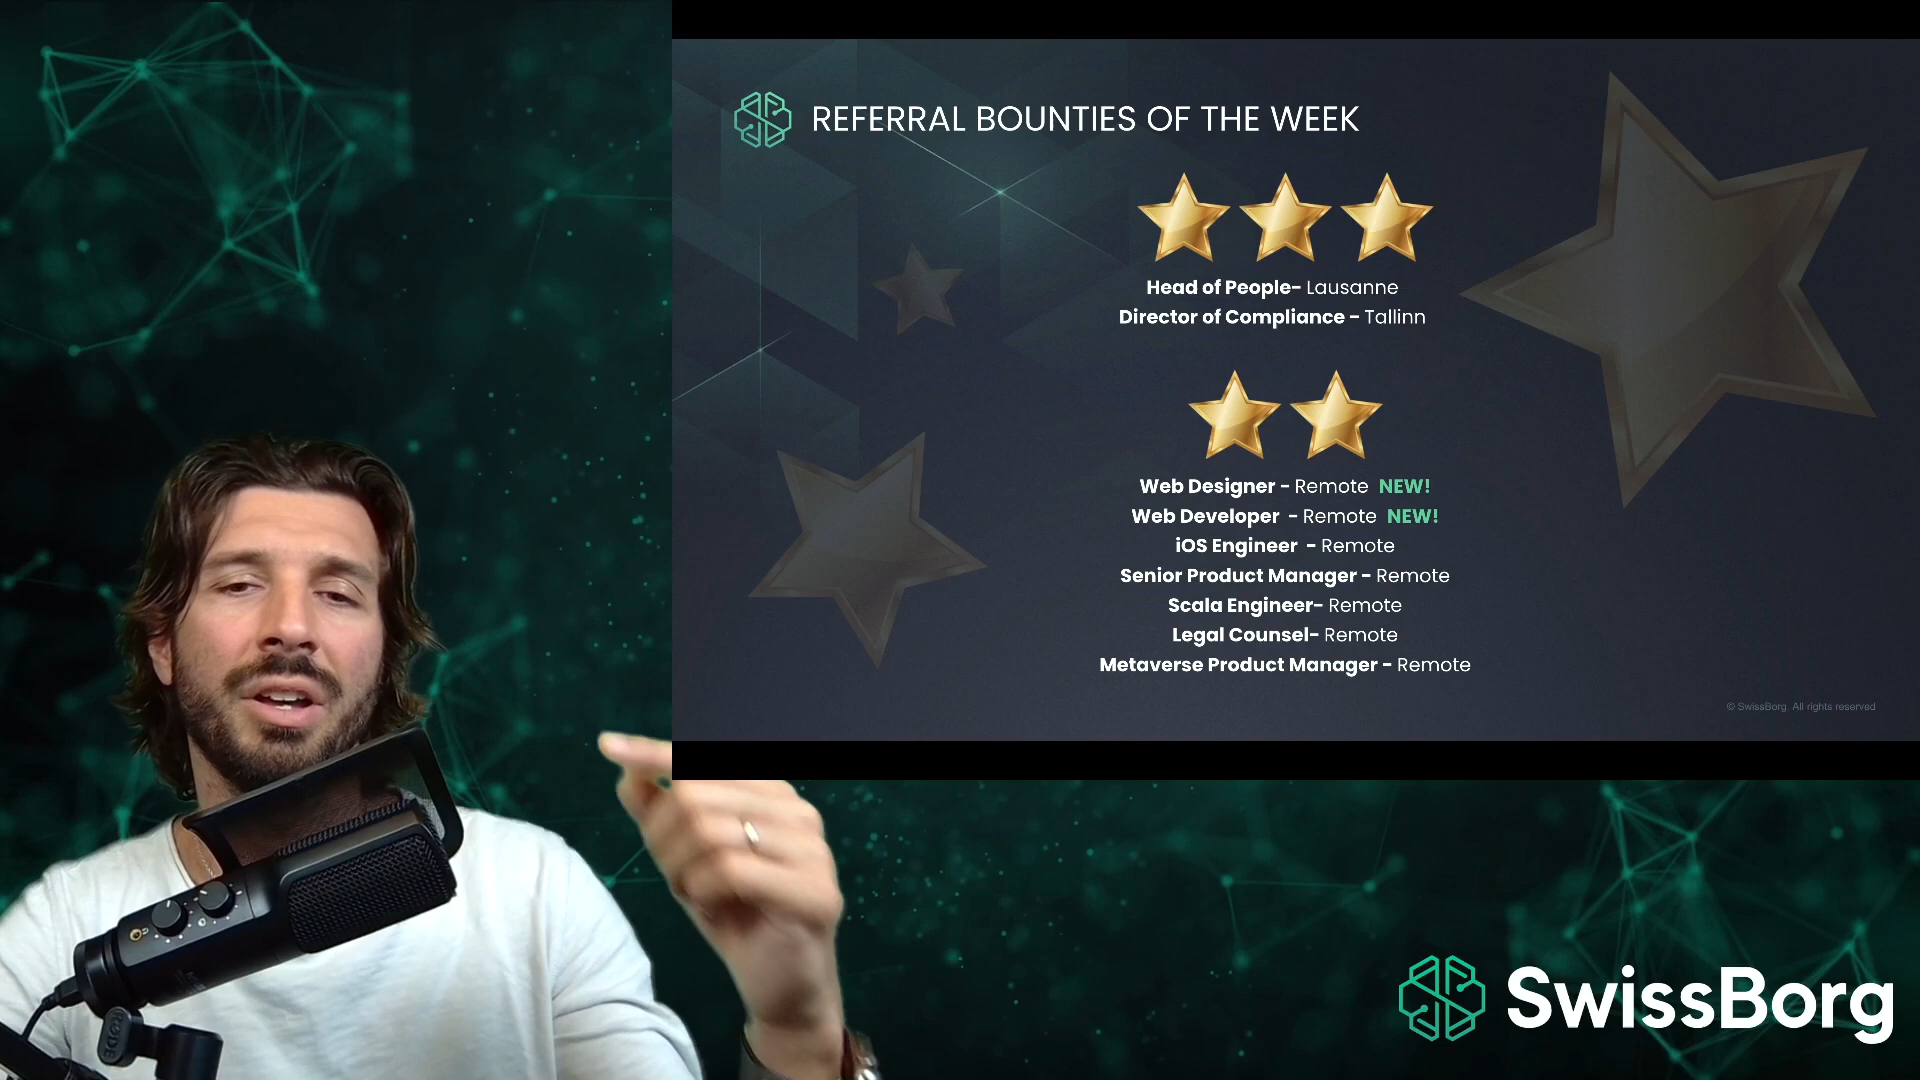 REFERRAL BOUNTIES OF THE WEEK
Head of People- Lausanne
Director of Compliance - Tallinn
Web Designer - Remote NEW!
Web Developer - Remote NEW!
iOS Engineer - Remote
Senior Product Manager - Remote
Scala Engineer- Remote
Legal Counsel- Remote
Metaverse Product Manager - Remote
© SwissBorg. All rights reserved
RODE
SwissBorg